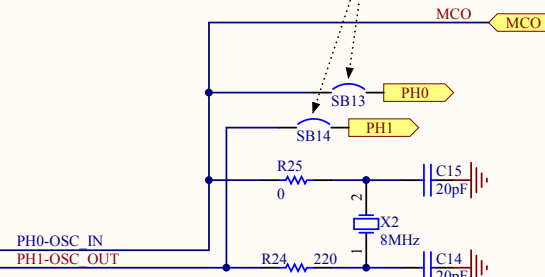 MCO
MCO
SB13
PH0
SB14
PH1
R25
0
C15
20pF
2
X2
8MHz
1
PH0-OSC_IN
PH1-OSC_OUT
R24
220
C14
20pF